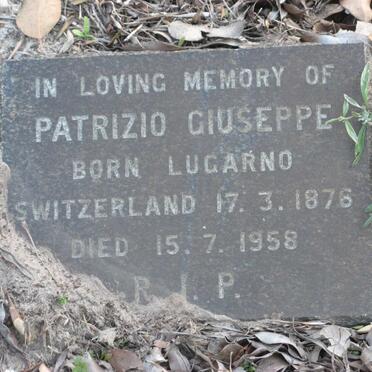 IN LOVING MEMORY OF
PATRIZIO GIUSEPPE
BORN LUGARNO
SWITZERLAND 17. 3. 1876
DIED 15. 7. 1958
R. I. P.